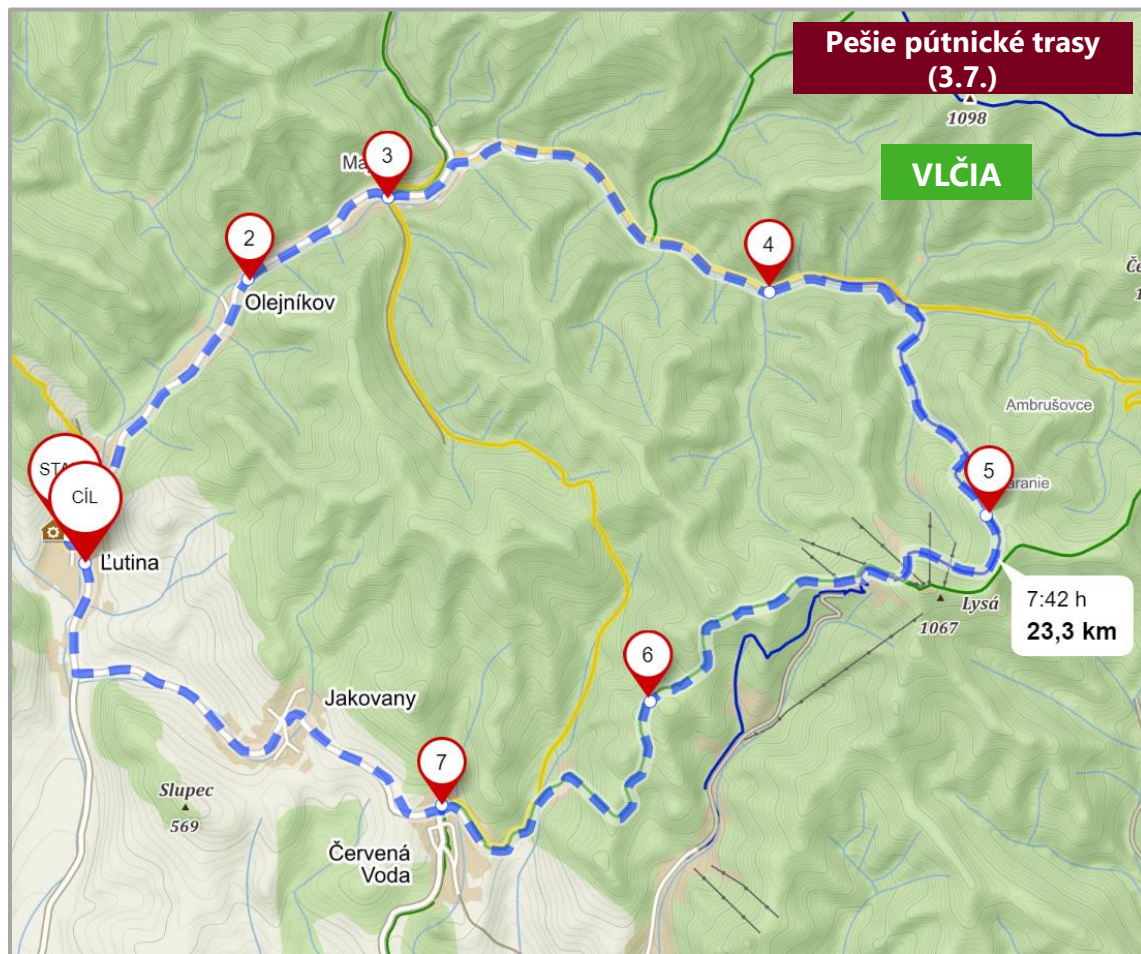 Pešie pútnické trasy
(3.7.)
1098
VLČIA
3
2
4
Olejníkov
Ambrušovce
5
CÍL
Ľutina
7:42 h
23,3 km
Lysá
1067
6
Jakovany
7
Slupec
569
Červená
Voda